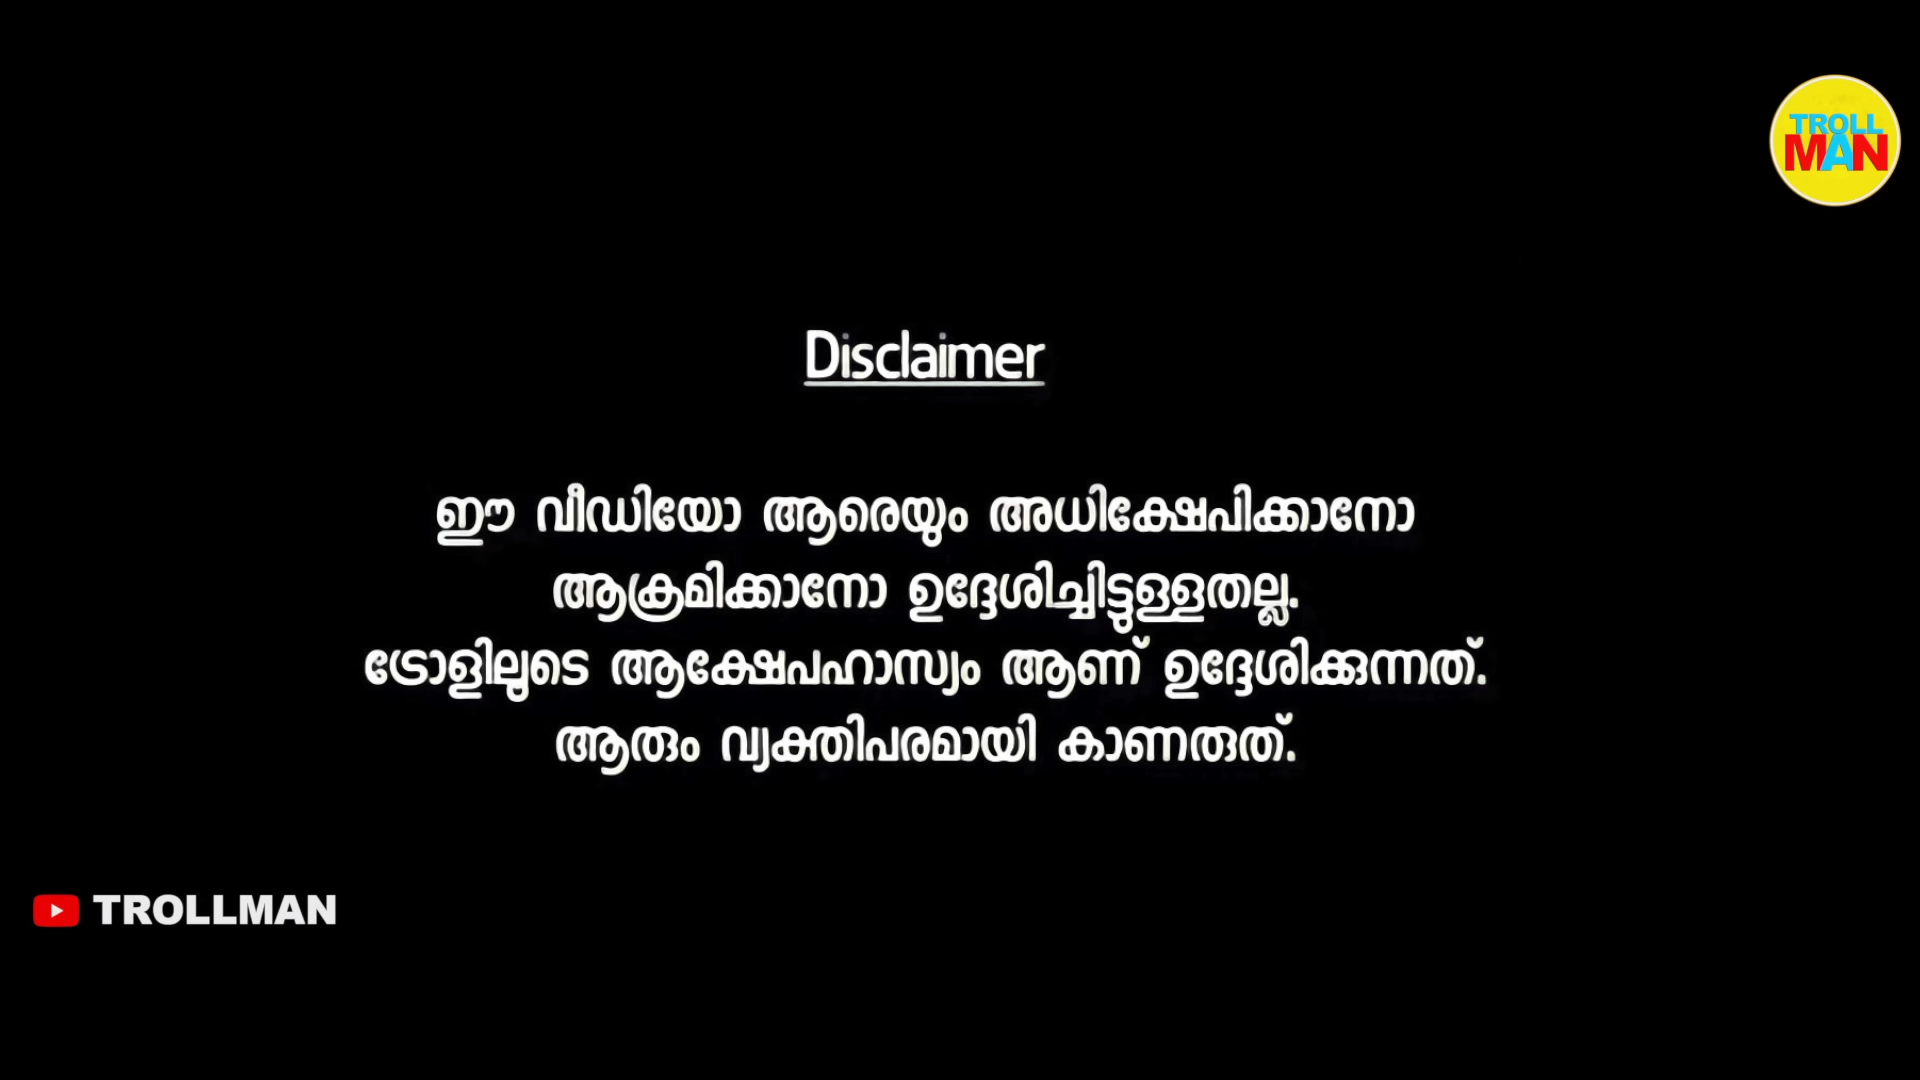 TROLL
MAN
Disclaimer
ഈ വീഡിയോ ആരെയും അധിക്ഷേപിക്കാനോ
ആക്രമിക്കാനോ ഉദ്ദേശിച്ചിട്ടുള്ളതല്ല.
ട്രോളിലൂടെ ആക്ഷേപഹാസ്യം ആണ് ഉദ്ദേശിക്കുന്നത്.
ആരും വ്യക്തിപരമായി കാണരുത്.
TROLLMAN